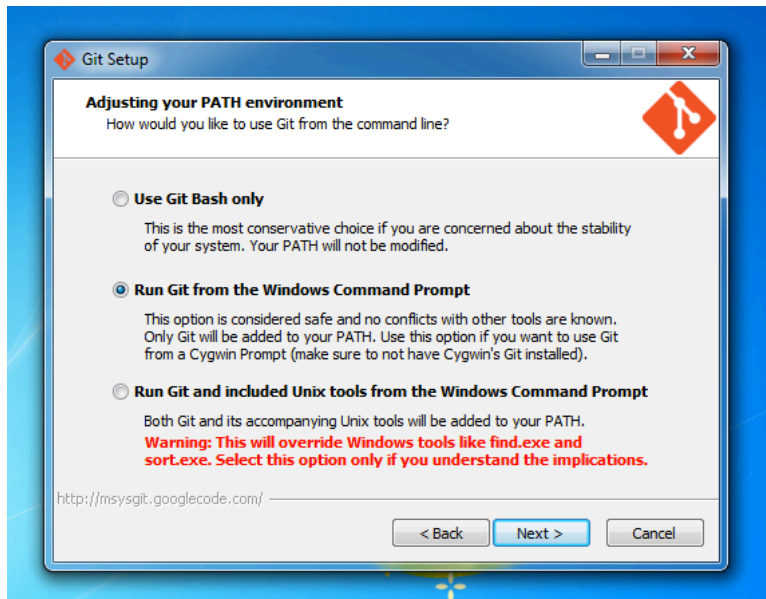 Git Setup
Adjusting your PATH environment
How would you like to use Git from the command line?
Use Git Bash only
This is the most conservative choice if you are concerned about the stability
of your system. Your PATH will not be modified.
Run Git from the Windows Command Prompt
This option is considered safe and no conflicts with other tools are known.
Only Git will be added to your PATH. Use this option if you want to use Git
from a Cygwin Prompt (make sure to not have Cygwin's Git installed).
Run Git and included Unix tools from the Windows Command Prompt
Both Git and its accompanying Unix tools will be added to your PATH.
Warning: This will override Windows tools like find.exe and
sort.exe. Select this option only if you understand the implications.
http://msysgit.googlecode.com/
< Back Next > Cancel